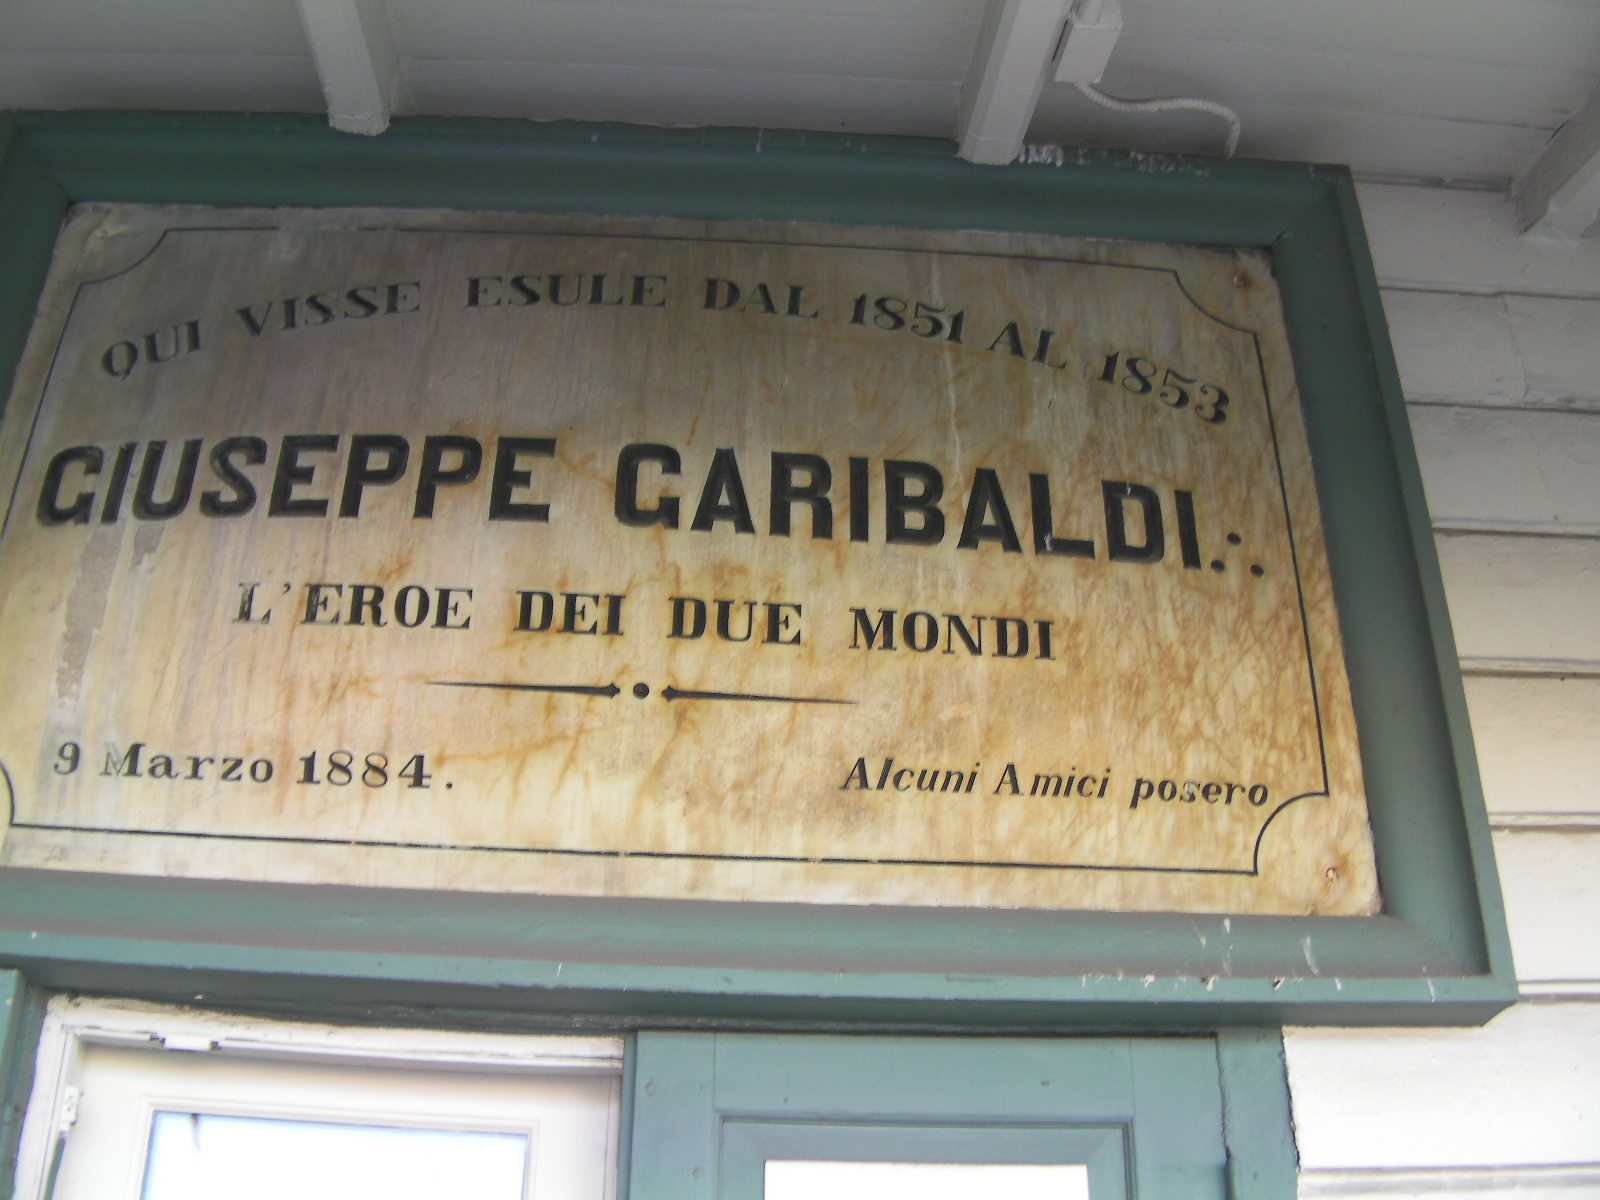 QUI VISSE ESULE DAL 1851 AL 1853
GIUSEPPE GARIBALDI.·.
L'EROE DEI DUE MONDI
9 Marzo 1884.
Alcuni Amici posero